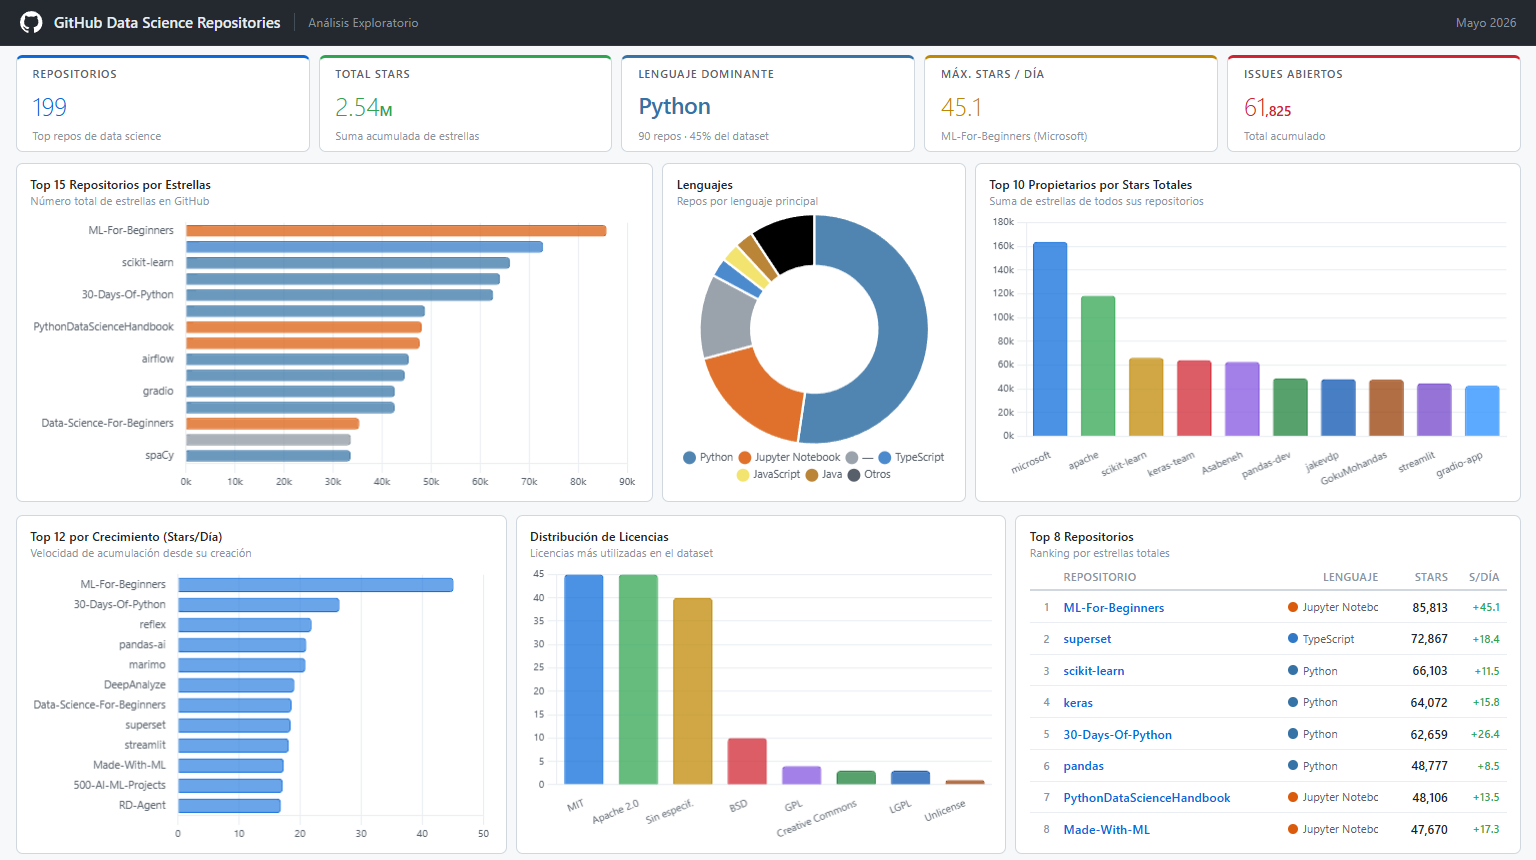 GitHub Data Science Repositories
Análisis Exploratorio
Mayo 2026
REPOSITORIOS
199
Top repos de data science
TOTAL STARS
2.54M
Suma acumulada de estrellas
LENGUAJE DOMINANTE
Python
90 repos · 45% del dataset
MÁX. STARS / DÍA
45.1
ML-For-Beginners (Microsoft)
ISSUES ABIERTOS
61,825
Total acumulado
Top 15 Repositorios por Estrellas
Número total de estrellas en GitHub
ML-For-Beginners
scikit-learn
30-Days-Of-Python
PythonDataScienceHandbook
airflow
gradio
Data-Science-For-Beginners
spaCy
0k 10k 20k 30k 40k 50k 60k 70k 80k 90k
Lenguajes
Repos por lenguaje principal
Python Jupyter Notebook — TypeScript
JavaScript Java Otros
Top 10 Propietarios por Stars Totales
Suma de estrellas de todos sus repositorios
180k
160k
140k
120k
100k
80k
60k
40k
20k
0k
microsoft apache scikit-learn keras-team Asabeneh pandas-dev jakevdp GokuMohandas streamlit gradio-app
Top 12 por Crecimiento (Stars/Día)
Velocidad de acumulación desde su creación
ML-For-Beginners
30-Days-Of-Python
reflex
pandas-ai
marimo
DeepAnalyze
Data-Science-For-Beginners
superset
streamlit
Made-With-ML
500-AI-ML-Projects
RD-Agent
0 10 20 30 40 50
Distribución de Licencias
Licencias más utilizadas en el dataset
45
40
35
30
25
20
15
10
5
0
MIT Apache 2.0 Sin especif. BSD GPL Creative Commons LGPL Unlicense
Top 8 Repositorios
Ranking por estrellas totales
REPOSITORIO LENGUAJE STARS S/DÍA
1 ML-For-Beginners Jupyter Notebc 85,813 +45.1
2 superset TypeScript 72,867 +18.4
3 scikit-learn Python 66,103 +11.5
4 keras Python 64,072 +15.8
5 30-Days-Of-Python Python 62,659 +26.4
6 pandas Python 48,777 +8.5
7 PythonDataScienceHandbook Jupyter Notebc 48,106 +13.5
8 Made-With-ML Jupyter Notebc 47,670 +17.3